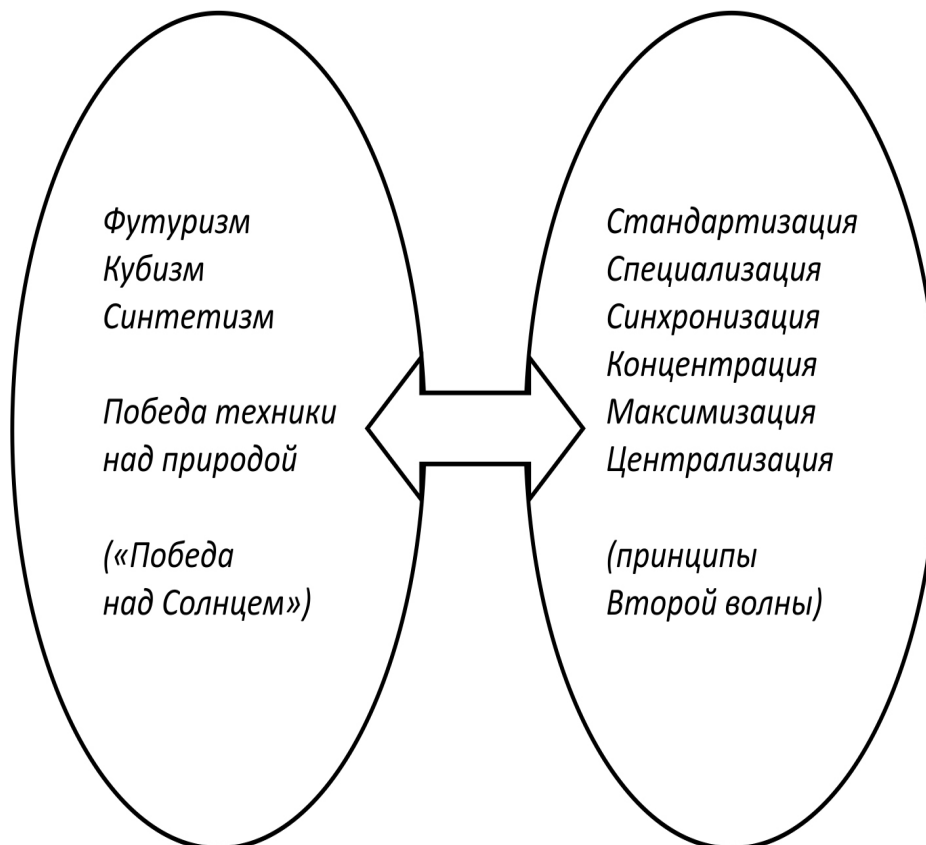 Футуризм
Кубизм
Синтетизм
Победа техники
над природой
(«Победа
над Солнцем»)
Стандартизация
Специализация
Синхронизация
Концентрация
Максимизация
Централизация
(принципы
Второй волны)